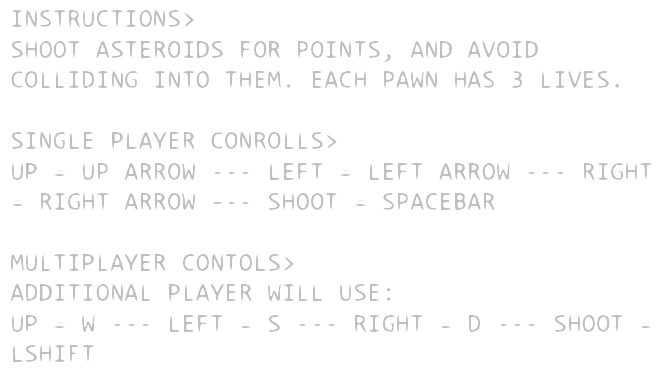 INSTRUCTIONS>
SHOOT ASTEROIDS FOR POINTS, AND AVOID
COLLIDING INTO THEM. EACH PAWN HAS 3 LIVES.
SINGLE PLAYER CONROLLS>
UP = UP ARROW --- LEFT = LEFT ARROW --- RIGHT
= RIGHT ARROW --- SHOOT = SPACEBAR
MULTIPLAYER CONTOLS>
ADDITIONAL PLAYER WILL USE:
UP = W --- LEFT = S --- RIGHT = D --- SHOOT =
LSHIFT